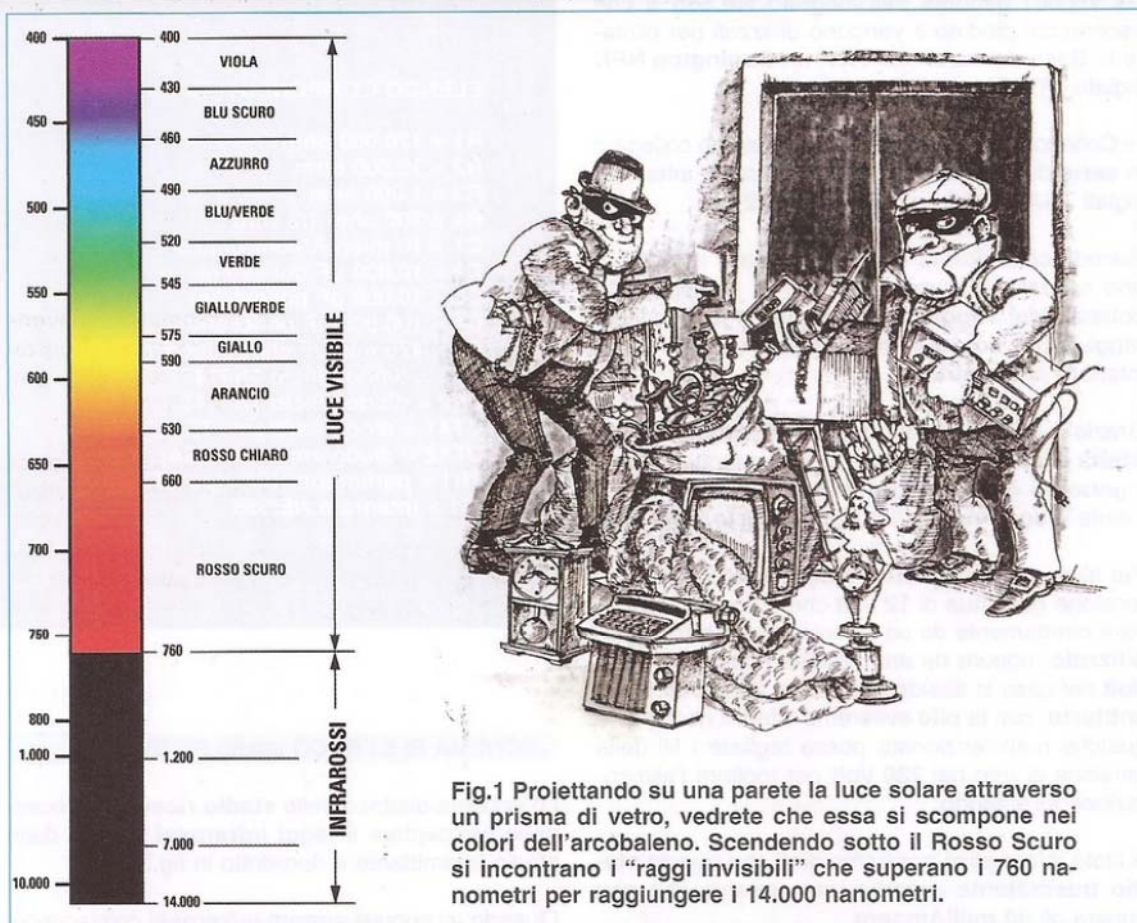 400
450
500
550
600
650
700
750
800
1.000
10.000
400
VIOLA
430
BLU SCURO
460
AZZURRO
490
BLU/VERDE
520
VERDE
545
GIALLO/VERDE
575
GIALLO
590
ARANCIO
630
ROSSO CHIARO
660
ROSSO SCURO
760
1.200
7.000
14.000
LUCE VISIBILE
INFRAROSSI
Fig.1 Proiettando su una parete la luce solare attraverso
un prisma di vetro, vedrete che essa si scompone nei
colori dell'arcobaleno. Scendendo sotto il Rosso Scuro
si incontrano i "raggi invisibili" che superano i 760 na-
nometri per raggiungere i 14.000 nanometri.